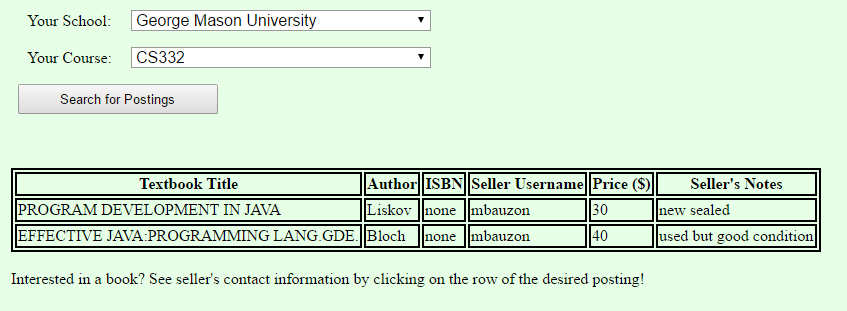 Your School: George Mason University
Your Course: CS332
Search for Postings
Textbook Title Author ISBN Seller Username Price ($) Seller's Notes
PROGRAM DEVELOPMENT IN JAVA Liskov none mbauzon 30 new sealed
EFFECTIVE JAVA:PROGRAMMING LANG.GDE. Bloch none mbauzon 40 used but good condition
Interested in a book? See seller's contact information by clicking on the row of the desired posting!